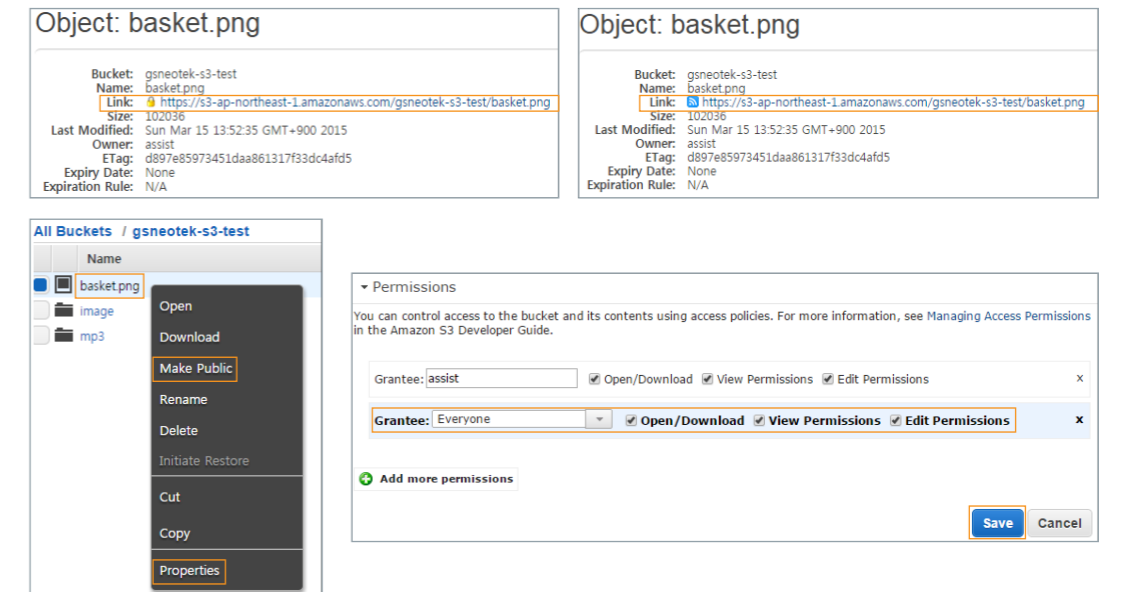 Object: basket.png
Bucket: gsneotek-s3-test
Name: basket.png
Link: https://s3-ap-northeast-1.amazonaws.com/gsneotek-s3-test/basket.png
Size: 102036
Last Modified: Sun Mar 15 13:52:35 GMT+900 2015
Owner: assist
ETag: d897e85973451daa861317f33dc4afd5
Expiry Date: None
Expiration Rule: N/A
Object: basket.png
Bucket: gsneotek-s3-test
Name: basket.png
Link: https://s3-ap-northeast-1.amazonaws.com/gsneotek-s3-test/basket.png
Size: 102036
Last Modified: Sun Mar 15 13:52:35 GMT+900 2015
Owner: assist
ETag: d897e85973451daa861317f33dc4afd5
Expiry Date: None
Expiration Rule: N/A
All Buckets / gsneotek-s3-test
Name
basket.png
image
mp3
Open
Download
Make Public
Rename
Delete
Initiate Restore
Cut
Copy
Properties
Permissions
You can control access to the bucket and its contents using access policies. For more information, see Managing Access Permissions
in the Amazon S3 Developer Guide.
Grantee: assist Open/Download View Permissions Edit Permissions x
Grantee: Everyone Open/Download View Permissions Edit Permissions x
Add more permissions
Save Cancel